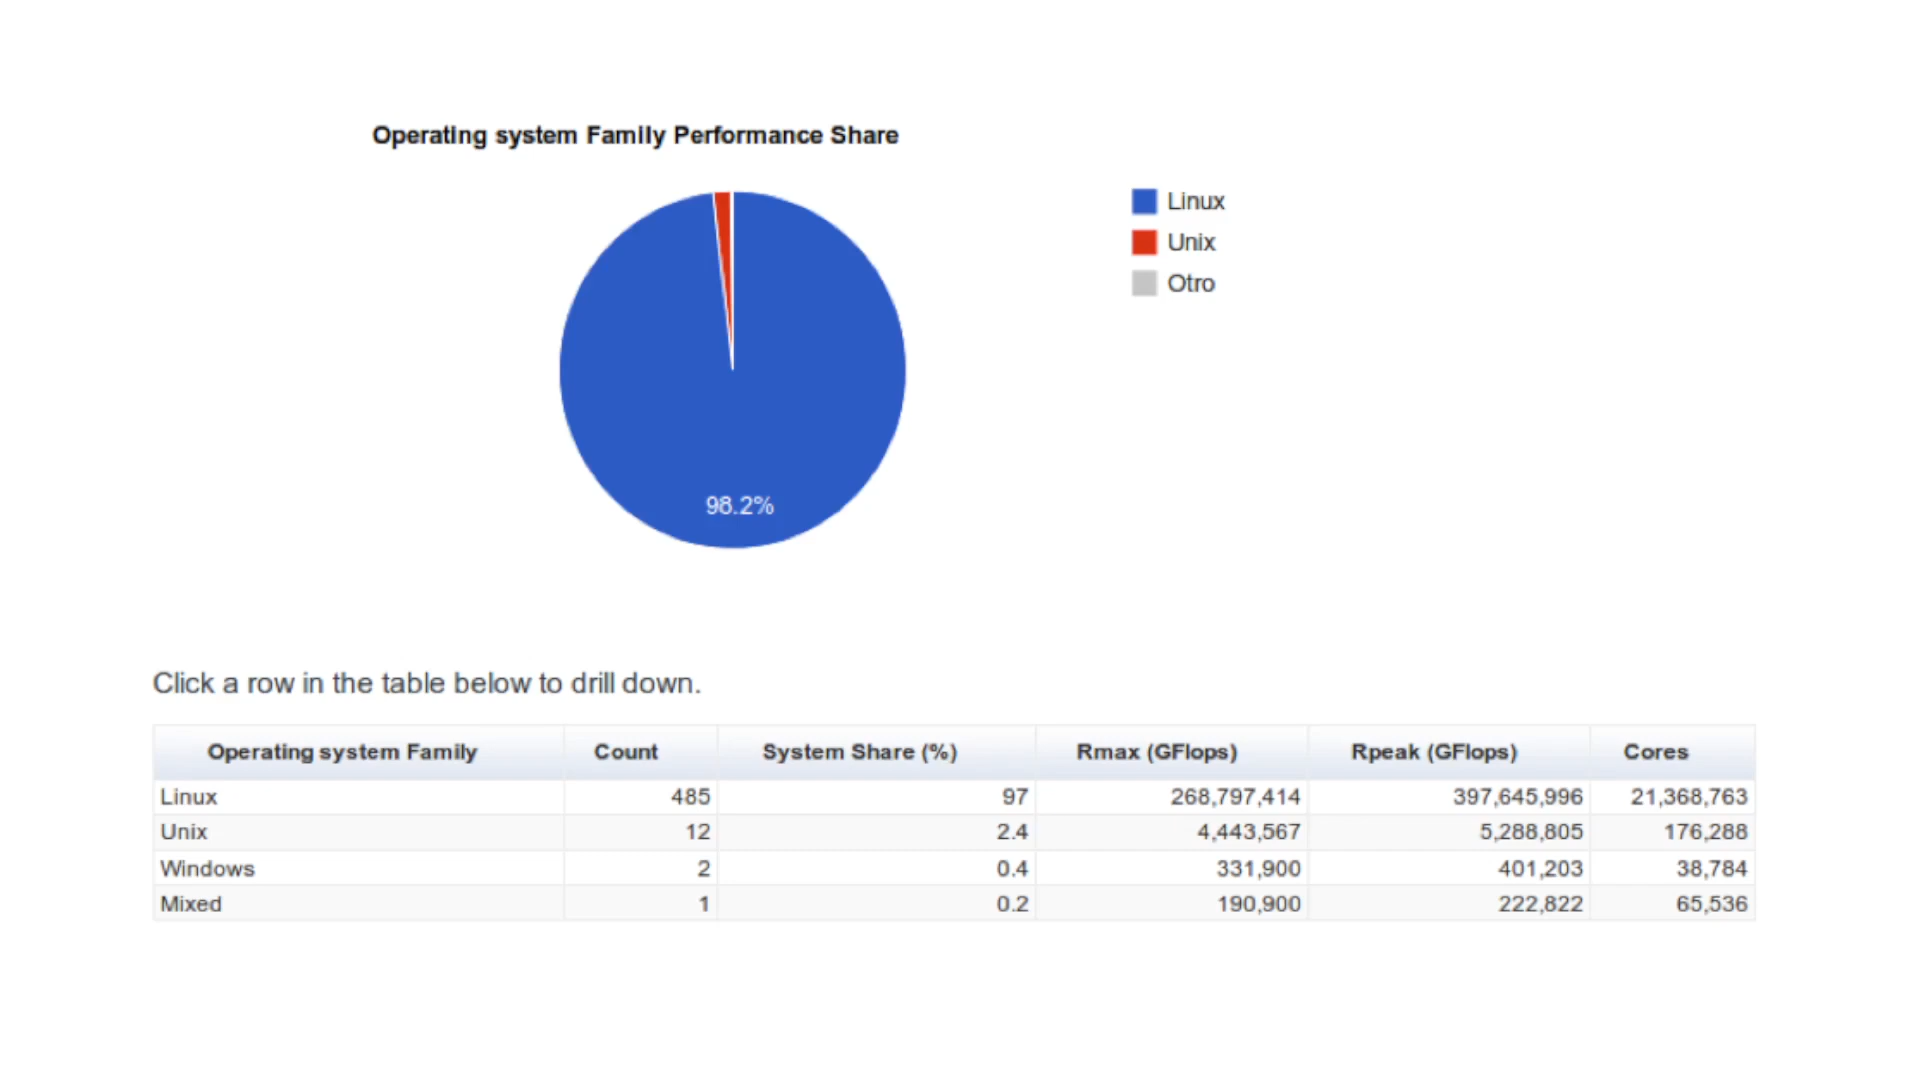 Operating system Family Performance Share
Linux
Unix
Otro
98.2%
Click a row in the table below to drill down.
Operating system Family Count System Share (%) Rmax (GFlops) Rpeak (GFlops) Cores
Linux 485 97 268,797,414 397,645,996 21,368,763
Unix 12 2.4 4,443,567 5,288,805 176,288
Windows 2 0.4 331,900 401,203 38,784
Mixed 1 0.2 190,900 222,822 65,536